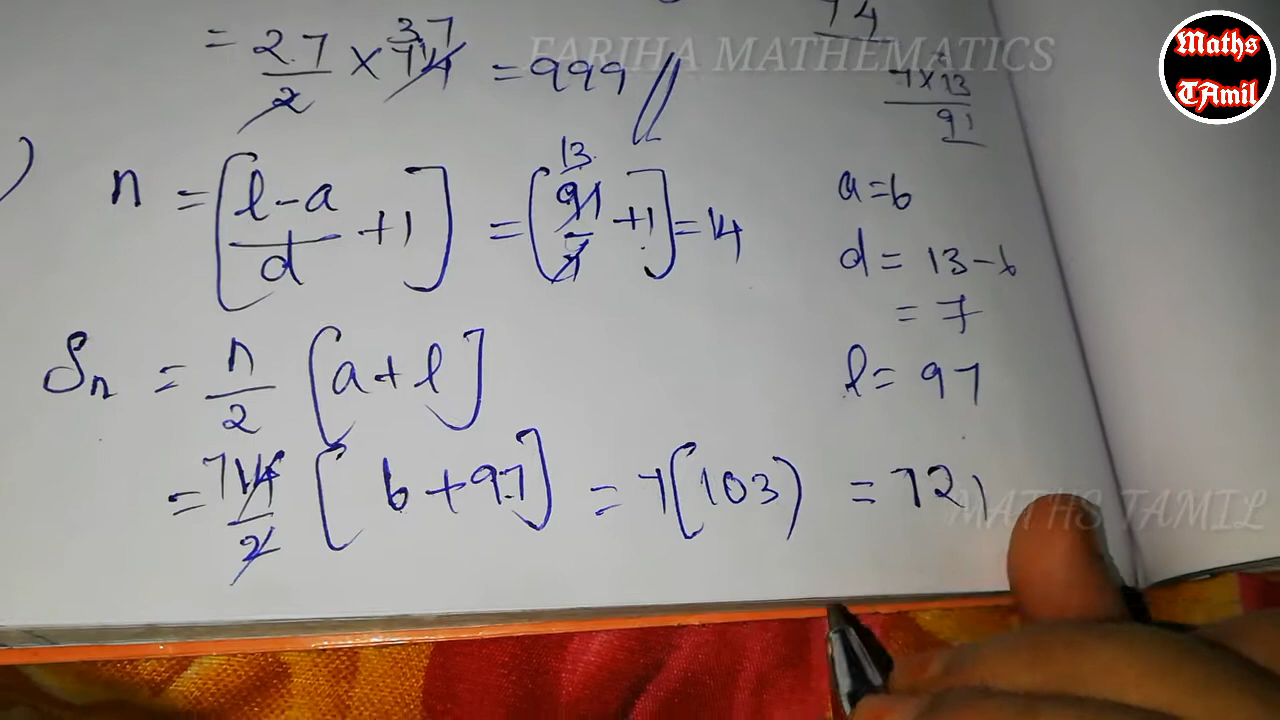 74
= 27/2 × 74 37 = 999 //
FARIHA MATHEMATICS
Maths TAmil
7×13
91
n = [(l-a)/d + 1] = [91/7 13 + 1] = 14
a = 6
d = 13 - 6
= 7
l = 97
Sn = n/2 [a + l]
= 14/2 7 [6 + 97] = 7(103) = 721
MATHS TAMIL